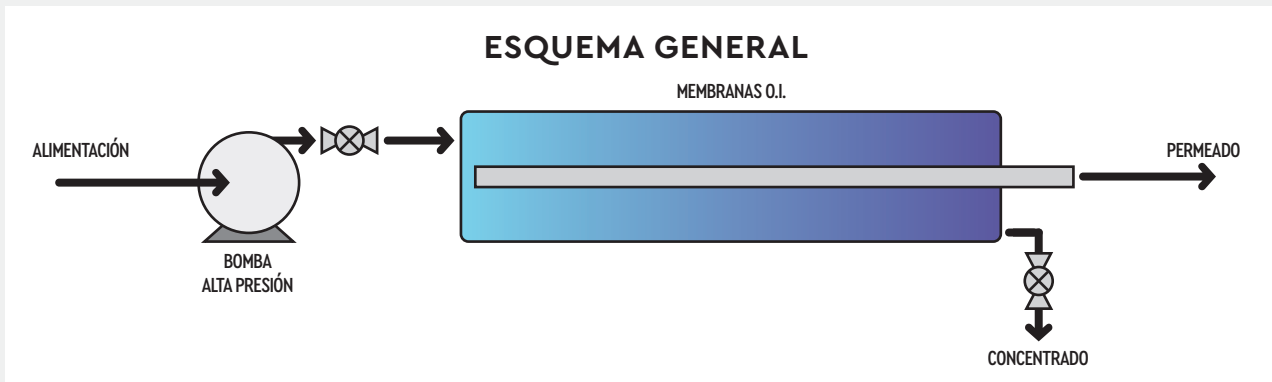 ESQUEMA GENERAL
MEMBRANAS O.I.
ALIMENTACIÓN
PERMEADO
BOMBA
ALTA PRESIÓN
CONCENTRADO